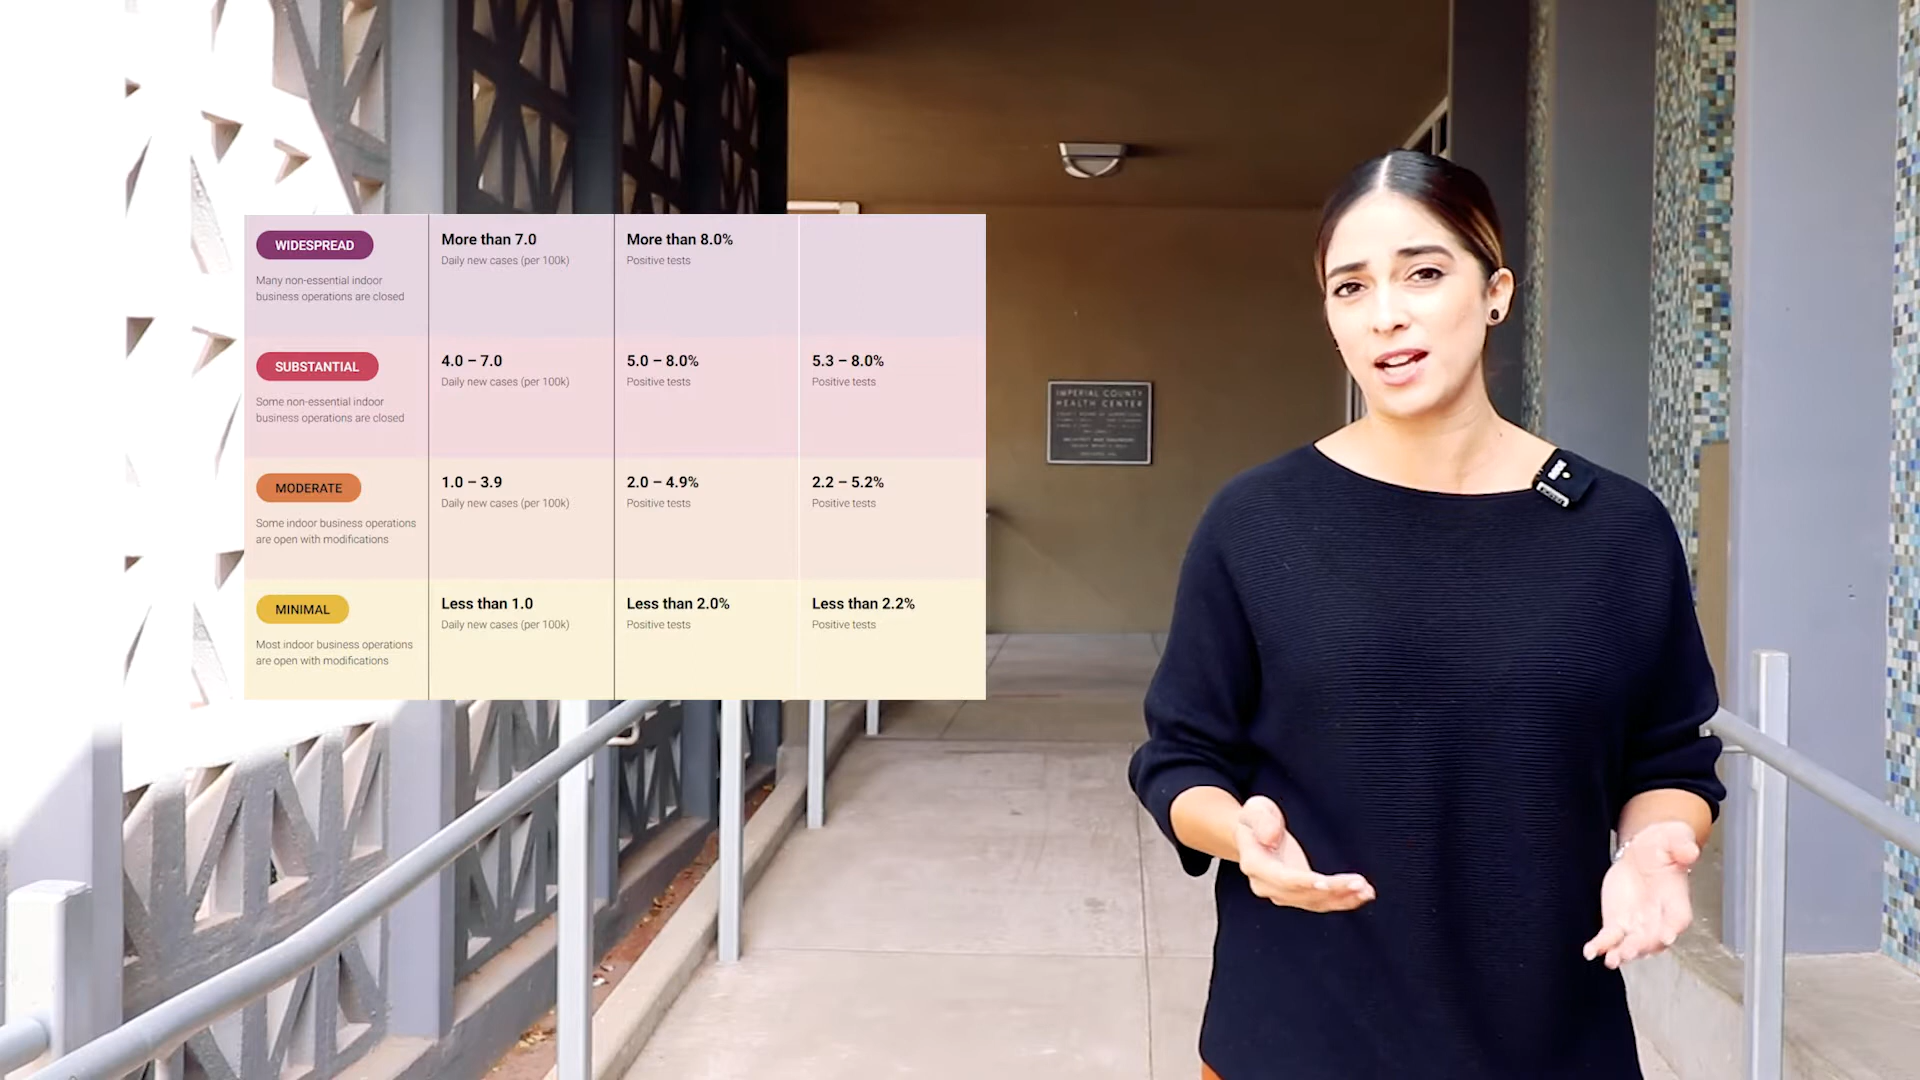 WIDESPREAD
Many non-essential indoor
business operations are closed
More than 7.0
Daily new cases (per 100k)
More than 8.0%
Positive tests
SUBSTANTIAL
Some non-essential indoor
business operations are closed
4.0 – 7.0
Daily new cases (per 100k)
5.0 – 8.0%
Positive tests
5.3 – 8.0%
Positive tests
MODERATE
Some indoor business operations
are open with modifications
1.0 – 3.9
Daily new cases (per 100k)
2.0 – 4.9%
Positive tests
2.2 – 5.2%
Positive tests
MINIMAL
Most indoor business operations
are open with modifications
Less than 1.0
Daily new cases (per 100k)
Less than 2.0%
Positive tests
Less than 2.2%
Positive tests
IMPERIAL COUNTY
HEALTH CENTER